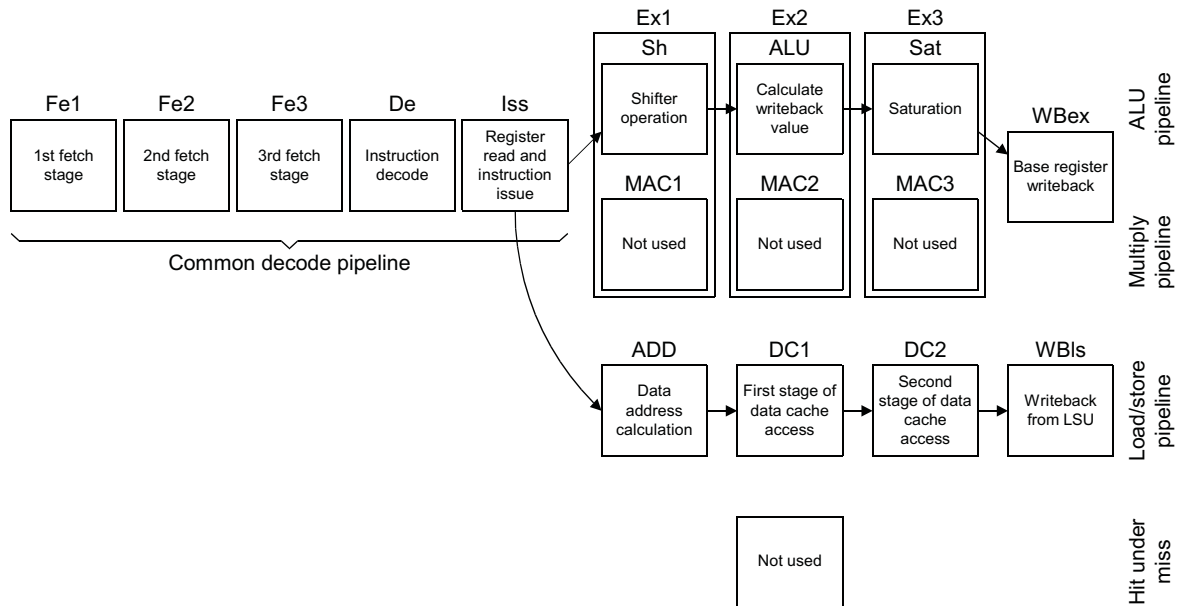 Ex1
Ex2
Ex3
Sh
ALU
Sat
Fe1
Fe2
Fe3
De
Iss
WBex
1st fetch
stage
2nd fetch
stage
3rd fetch
stage
Instruction
decode
Register
read and
instruction
issue
Shifter
operation
Calculate
writeback
value
Saturation
Base register
writeback
ALU
pipeline
MAC1
MAC2
MAC3
Not used
Not used
Not used
Multiply
pipeline
Common decode pipeline
ADD
DC1
DC2
WBls
Data
address
calculation
First stage of
data cache
access
Second
stage of data
cache
access
Writeback
from LSU
Load/store
pipeline
Not used
Hit under
miss